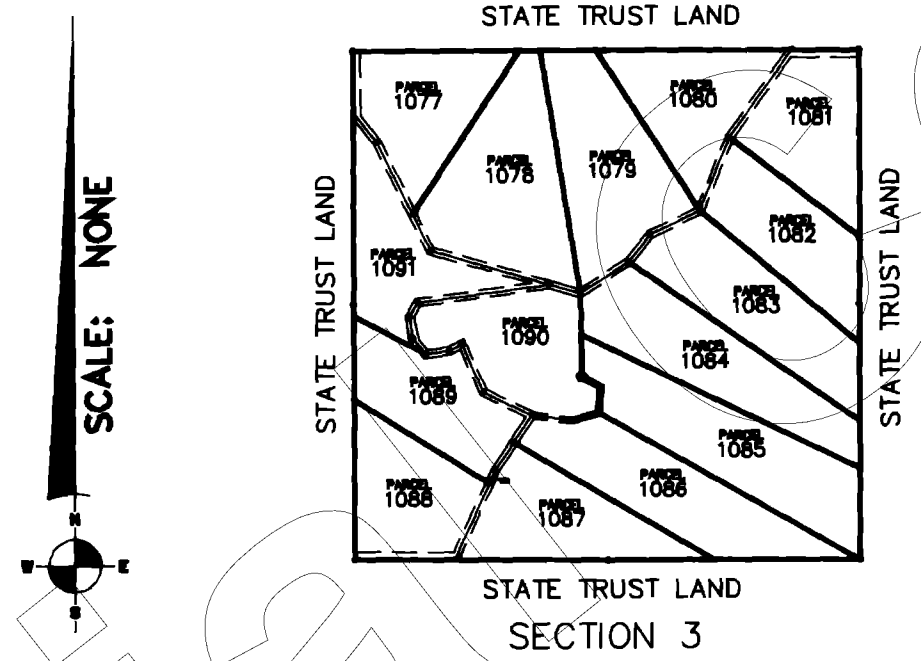 STATE TRUST LAND
PARCEL
1077
PARCEL
1080
PARCEL
1081
PARCEL
1078
PARCEL
1079
PARCEL
1082
PARCEL
1091
PARCEL
1083
PARCEL
1090
PARCEL
1084
PARCEL
1089
PARCEL
1085
PARCEL
1088
PARCEL
1086
PARCEL
1087
STATE TRUST LAND
STATE TRUST LAND
STATE TRUST LAND
SECTION 3
SCALE: NONE
N
W
E
S